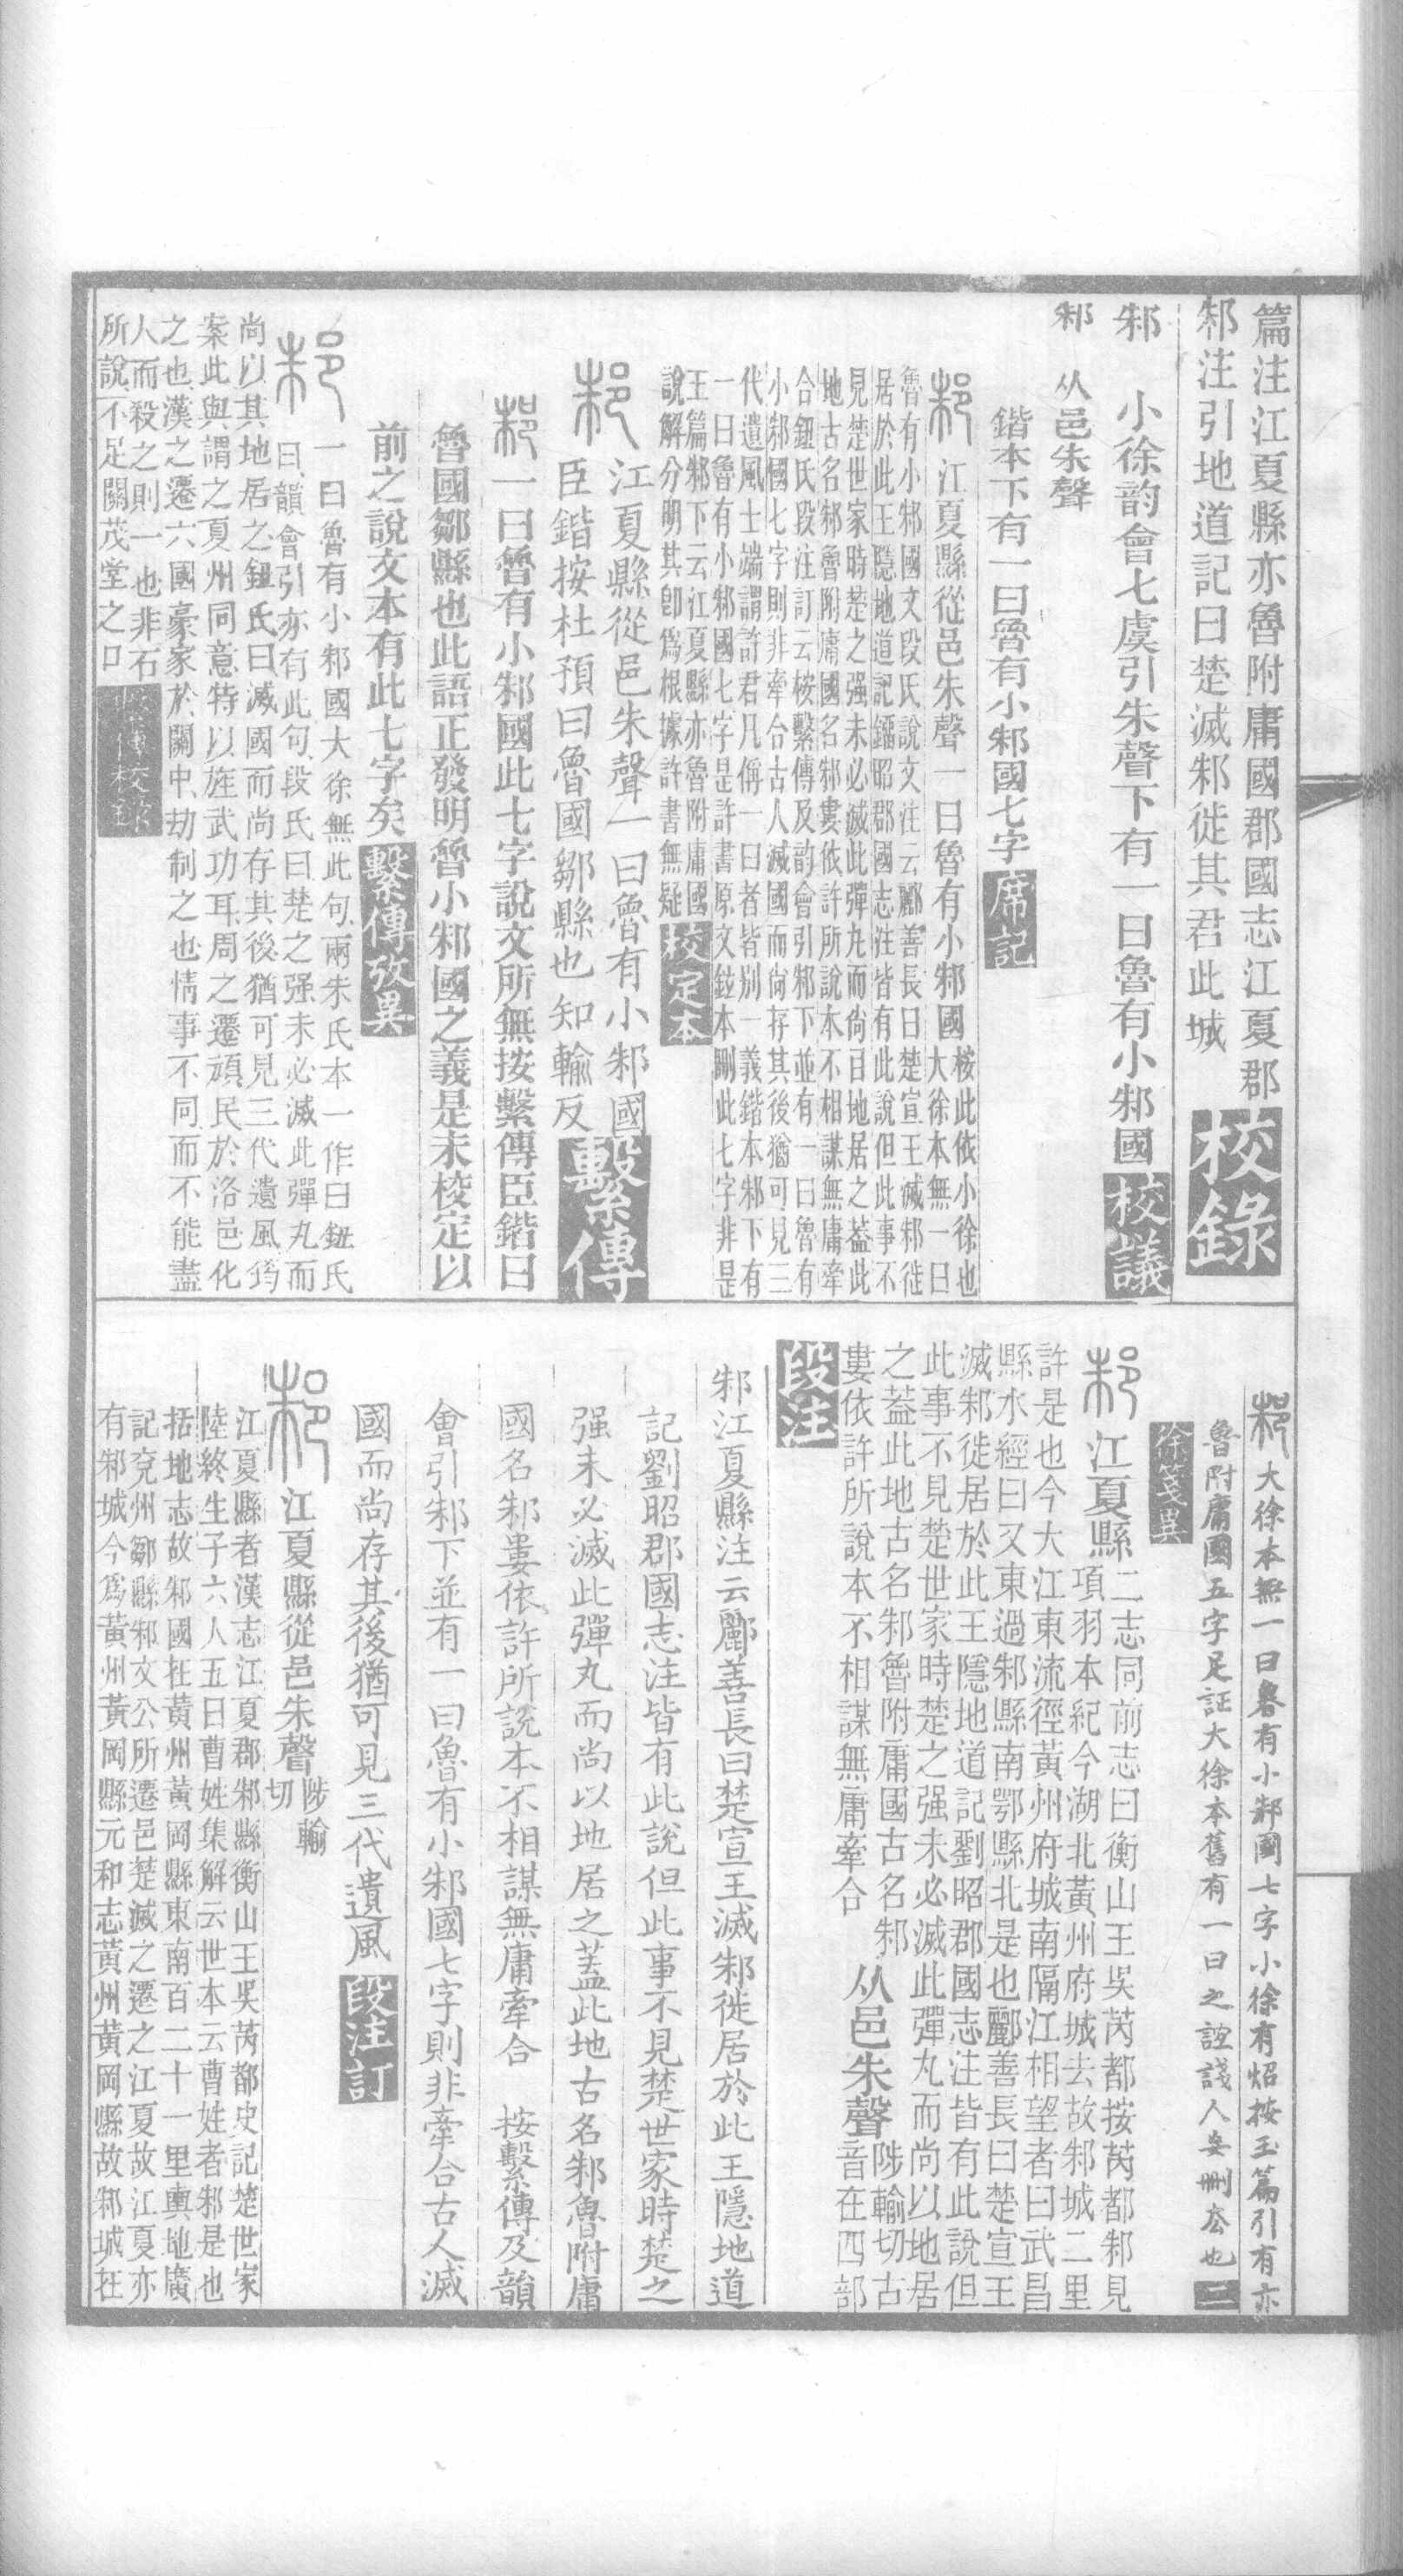 篇注江夏縣亦魯附庸國郡國志江夏郡
邾注引地道記曰楚滅邾徙其君此城
校錄
邾　小徐韵會七虞引朱聲下有一曰魯有小邾國
校議
邾　从邑朱聲
鍇本下有一曰魯有小邾國七字
席記
江夏縣從邑朱聲一曰魯有小邾國
桉此依小徐也
大徐本無一曰
魯有小邾國文段氏說文注云酈善長曰楚宣王滅邾徙
居於此王隱地道記鎦昭郡國志注皆有此說但此事不
見楚世家時楚之强未必滅此彈丸而尚曰地居之葢此
地古名邾魯附庸國名邾婁依許所說本不相謀無庸牽
合鈕氏段注訂云桉繫傳及韵會引邾下並有一曰魯有
小邾國七字則非牽合古人滅國而尙存其後猶可見三
代遺風士端謂許君凡偁一曰者皆別一義鍇本邾下有
一曰魯有小邾國七字是許書原文鉉本刪此七字非是
王篇邾下云江夏縣亦魯附庸國
說解分明其卽爲根據許書無疑
校定本
江夏縣從邑朱聲一曰魯有小邾國
臣鍇按杜預曰魯國鄒縣也知輸反
繫傳
一曰魯有小邾國此七字說文所無按繫傳臣鍇曰
魯國鄒縣也此語正發明魯小邾國之義是未校定以
前之說文本有此七字矣
繫傳攷異
一曰魯有小邾國大徐無此句兩朱氏本一作曰鈕氏
曰韻會引亦有此句段氏曰楚之强未必滅此彈丸而
尚以其地居之鈕氏曰滅國而尚存其後猶可見三代遺風筠
案此與謂之夏州同意特以旌武功耳周之遷頑民於洛邑化
之也漢之遷六國豪家於關中劫制之也情事不同而不能盡
人而殺之則一也非石
所說不足關茂堂之口
大徐本無一曰魯有小邾國七字小徐有炤按玉篇引有亦
魯附庸國五字足証大徐本舊有一曰之誼淺人妄刪厺也
二
徐箋異
江夏縣
二志同前志曰衡山王吳芮都按芮都邾見
項羽本紀今湖北黃州府城去故邾城二里
許是也今大江東流徑黃州府城南隔江相望者曰武昌
縣水經曰又東過邾縣南鄂縣北是也酈善長曰楚宣王
滅邾徙居於此王隱地道記劉昭郡國志注皆有此說但
此事不見楚世家時楚之强未必滅此彈丸而尚以地居
之葢此地古名邾魯附庸國古名邾
婁依許所說本不相謀無庸牽合
从邑朱聲
陟輸切古
音在四部
段注
邾江夏縣注云酈善長曰楚宣王滅邾徙居於此王隱地道
記劉昭郡國志注皆有此說但此事不見楚世家時楚之
强未必滅此彈丸而尚以地居之蓋此地古名邾魯附庸
國名邾婁依許所說本不相謀無庸牽合　按繫傳及韻
會引邾下並有一曰魯有小邾國七字則非牽合古人滅
國而尚存其後猶可見三代遺風
段注訂
江夏縣從邑朱聲
陟輸
切
江夏縣者漢志江夏郡邾縣衡山王吳芮都史記楚世家
陸終生子六人五曰曹姓集解云世本云曹姓者邾是也
括地志故邾國在黃州黃岡縣東南百二十一里輿地廣
記兖州鄒縣邾文公所遷邑楚滅之遷之江夏故江夏亦
有邾城今爲黃州黃岡縣元和志黃州黃岡縣故邾城在